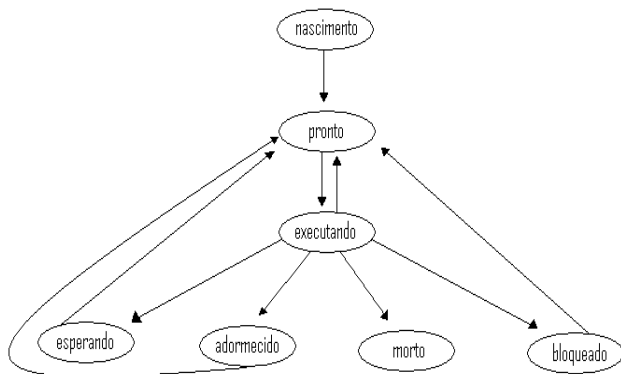 nascimento
pronto
executando
esperando
adormecido
morto
bloqueado